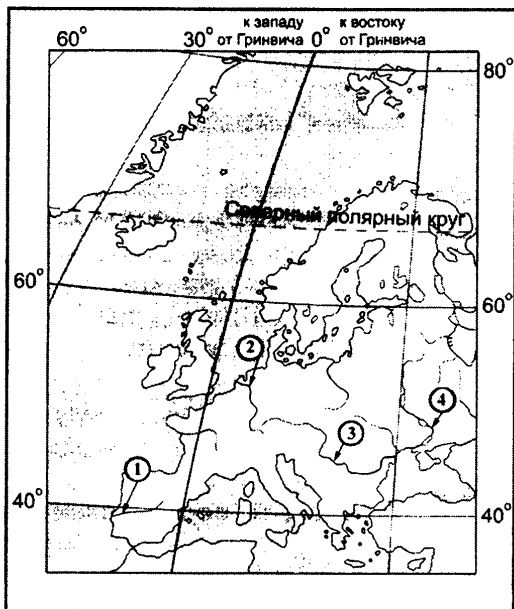 к западу к востоку
60° 30° от Гринвича 0° от Гринвича
80°
Северный полярный круг
60° 60°
2
4
3
1
40° 40°